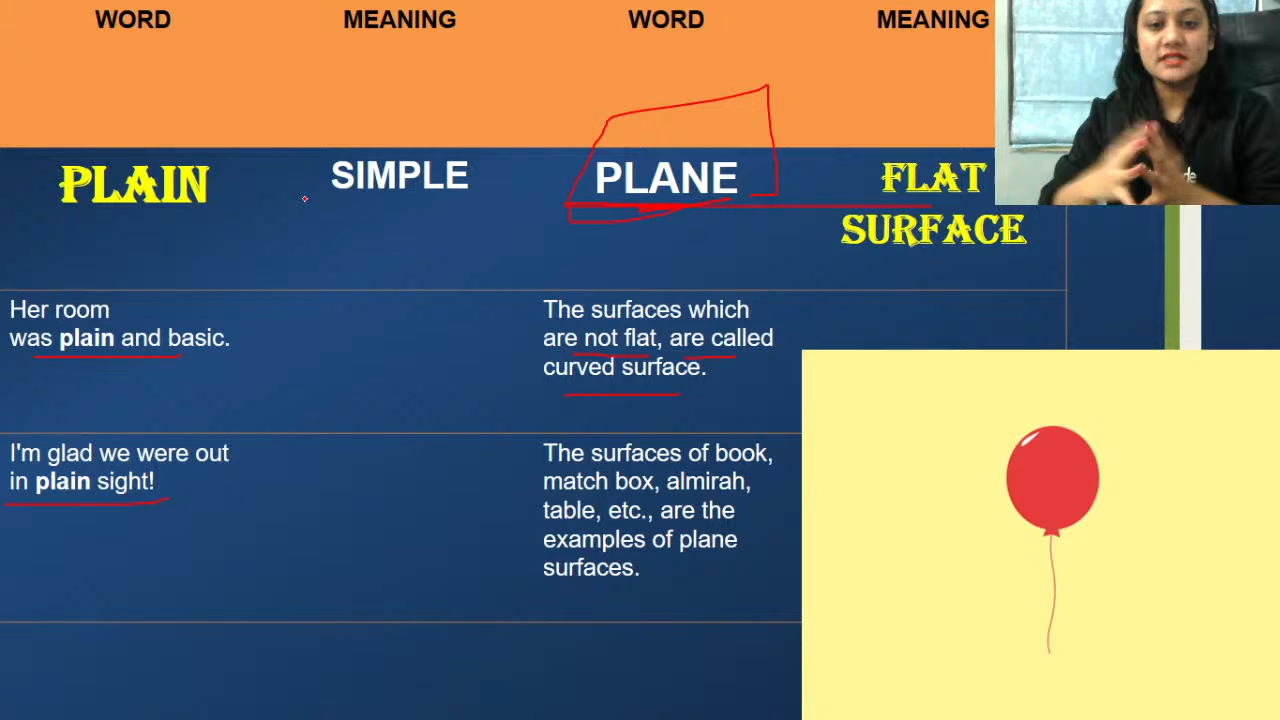 WORD MEANING WORD MEANING
PLAIN SIMPLE PLANE FLAT
SURFACE
Her room
was plain and basic.
The surfaces which
are not flat, are called
curved surface.
I'm glad we were out
in plain sight!
The surfaces of book,
match box, almirah,
table, etc., are the
examples of plane
surfaces.